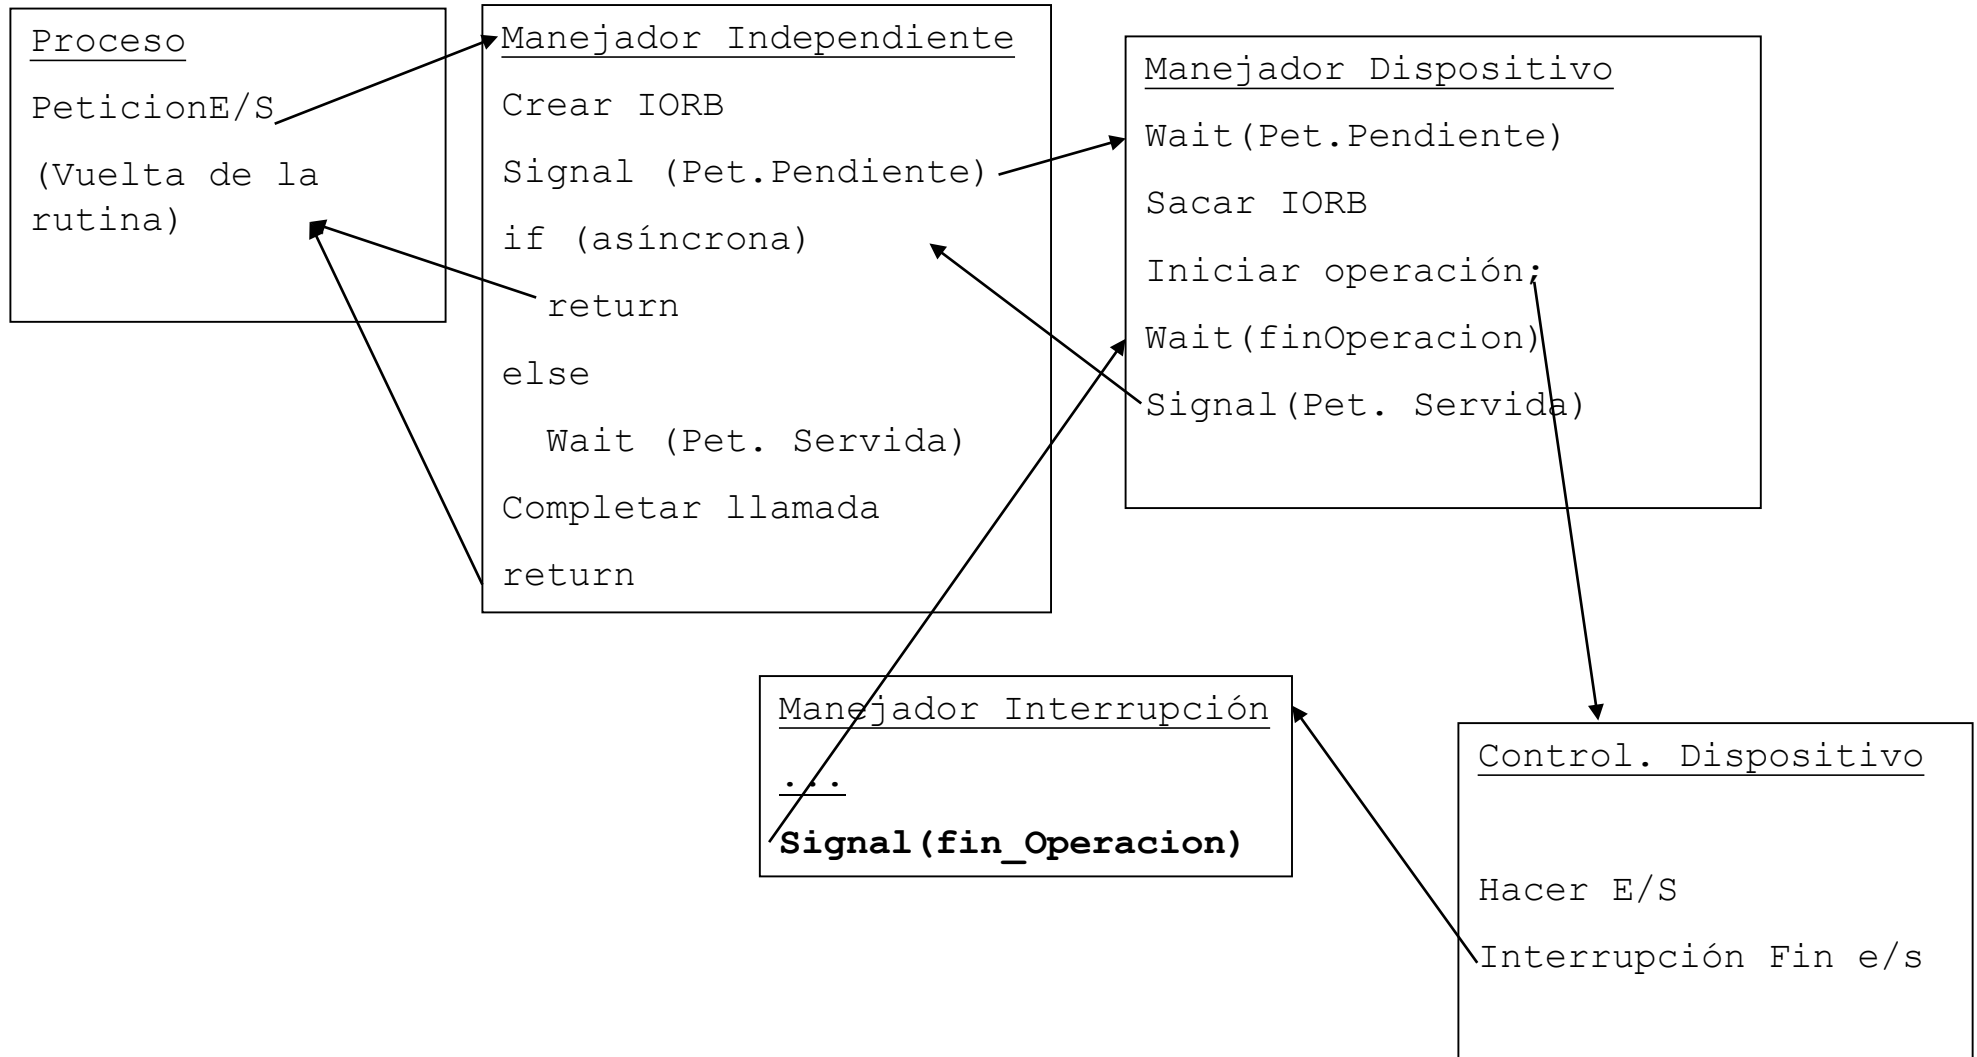 Proceso
PeticionE/S
(Vuelta de la
rutina)
Manejador Independiente
Crear IORB
Signal (Pet.Pendiente)
if (asíncrona)
return
else
Wait (Pet. Servida)
Completar llamada
return
Manejador Dispositivo
Wait(Pet.Pendiente)
Sacar IORB
Iniciar operación;
Wait(finOperacion)
Signal(Pet. Servida)
Manejador Interrupción
...
Signal(fin_Operacion)
Control. Dispositivo
Hacer E/S
Interrupción Fin e/s